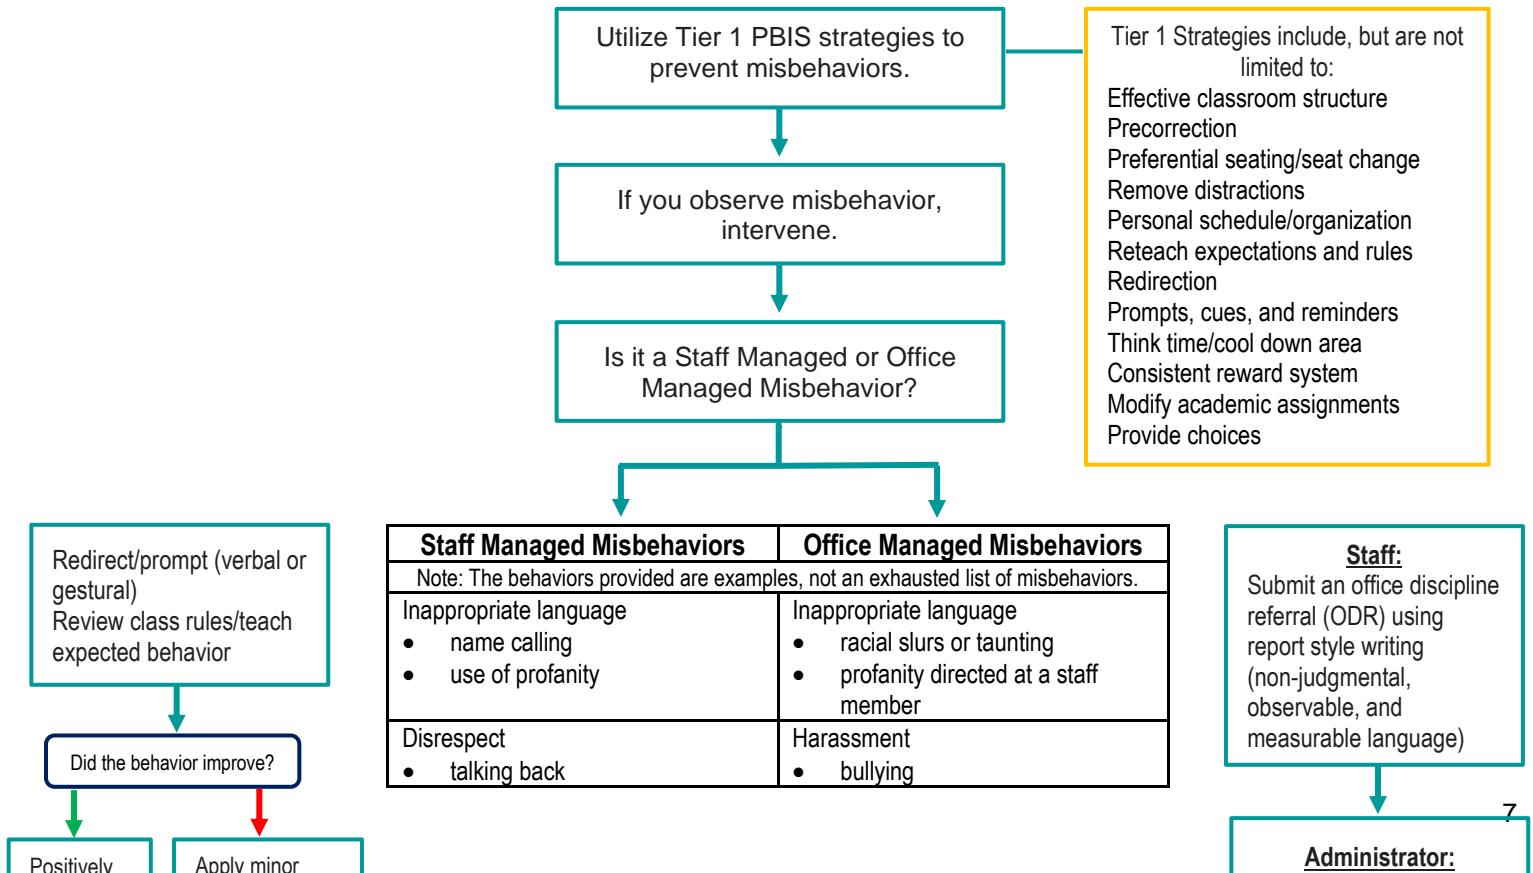 Utilize Tier 1 PBIS strategies to
prevent misbehaviors.
Tier 1 Strategies include, but are not
limited to:
Effective classroom structure
Precorrection
Preferential seating/seat change
Remove distractions
Personal schedule/organization
Reteach expectations and rules
Redirection
Prompts, cues, and reminders
Think time/cool down area
Consistent reward system
Modify academic assignments
Provide choices
If you observe misbehavior,
intervene.
Is it a Staff Managed or Office
Managed Misbehavior?
Redirect/prompt (verbal or
gestural)
Review class rules/teach
expected behavior
Did the behavior improve?
Positively
Apply minor
Staff Managed Misbehaviors
Office Managed Misbehaviors
Note: The behaviors provided are examples, not an exhausted list of misbehaviors.
Inappropriate language
• name calling
• use of profanity
Inappropriate language
• racial slurs or taunting
• profanity directed at a staff
member
Disrespect
• talking back
Harassment
• bullying
Staff:
Submit an office discipline
referral (ODR) using
report style writing
(non-judgmental,
observable, and
measurable language)
7
Administrator: